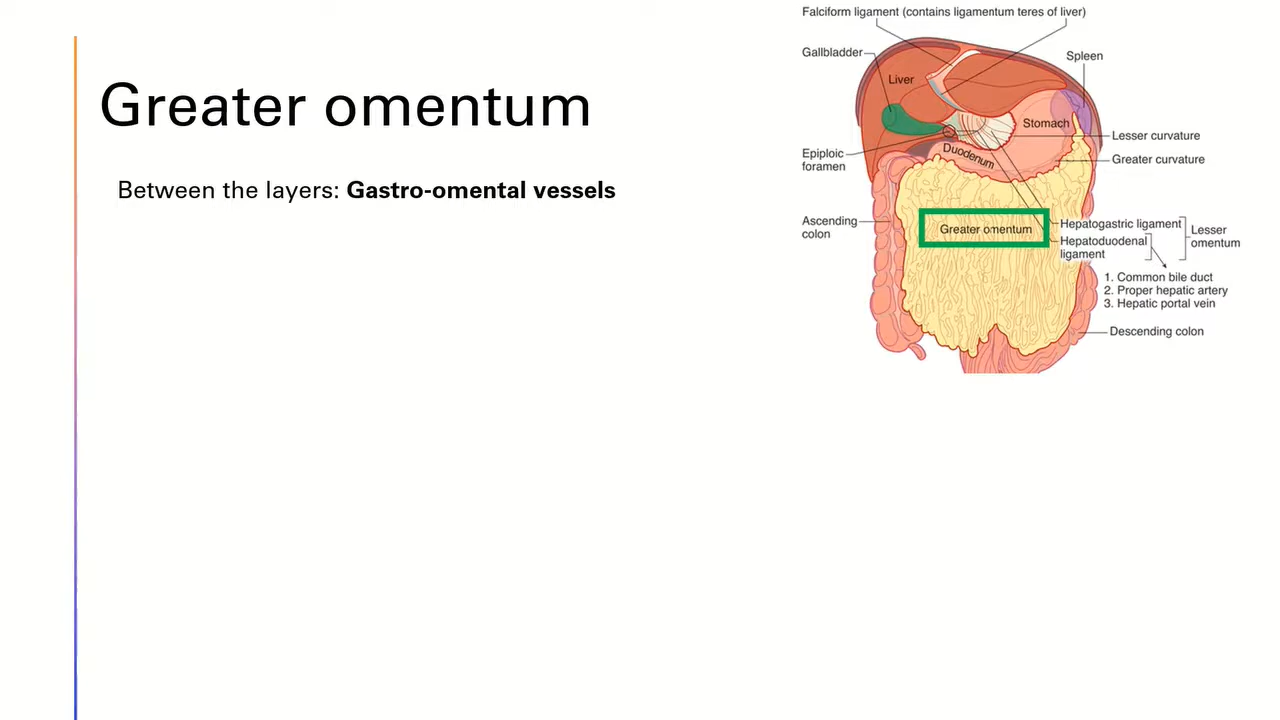 Greater omentum
Between the layers: Gastro-omental vessels
Falciform ligament (contains ligamentum teres of liver)
Gallbladder
Spleen
Liver
Stomach
Lesser curvature
Epiploic
foramen
Duodenum
Greater curvature
Ascending
colon
Greater omentum
Hepatogastric ligament
Hepatoduodenal
ligament
Lesser
omentum
1. Common bile duct
2. Proper hepatic artery
3. Hepatic portal vein
Descending colon